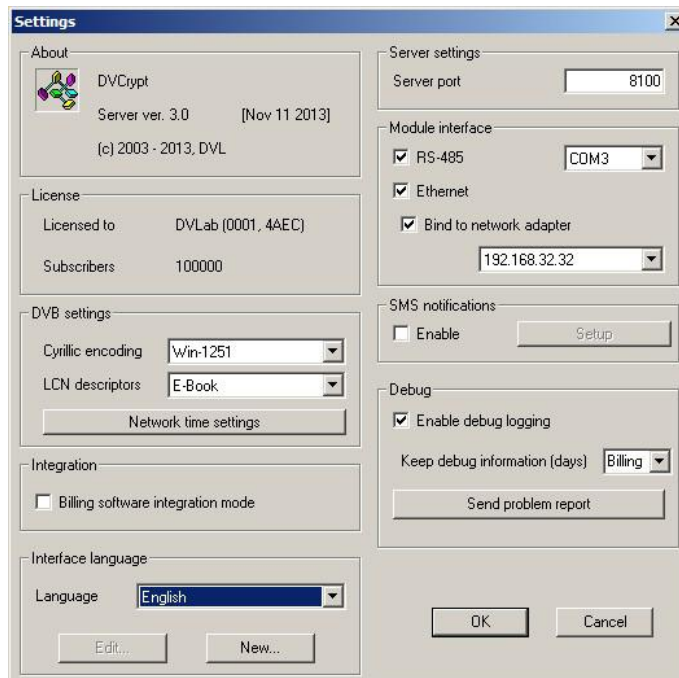 Settings
About
DVCrypt
Server ver. 3.0 [Nov 11 2013]
(c) 2003 - 2013, DVL
License
Licensed to DVLab (0001, 4AEC)
Subscribers 100000
DVB settings
Cyrillic encoding Win-1251
LCN descriptors E-Book
Network time settings
Integration
Billing software integration mode
Interface language
Language English
Edit... New...
Server settings
Server port 8100
Module interface
RS-485 COM3
Ethernet
Bind to network adapter
192.168.32.32
SMS notifications
Enable Setup
Debug
Enable debug logging
Keep debug information (days) Billing
Send problem report
OK Cancel